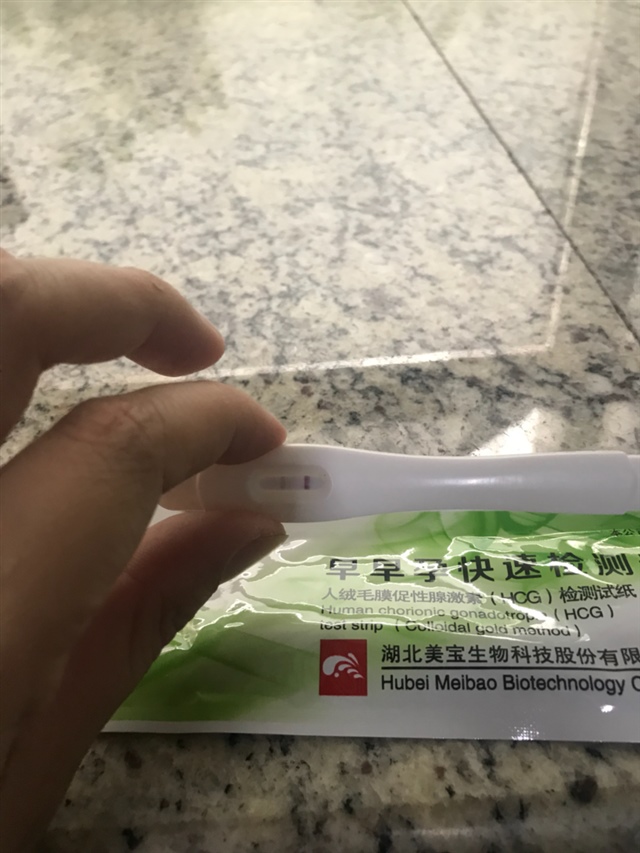 早早孕快速检测
人绒毛膜促性腺激素（HCG）检测试纸
Human chorionic gonadotropin (HCG)
test strip （Colloidal gold method）
湖北美宝生物科技股份有限
Hubei Meibao Biotechnology